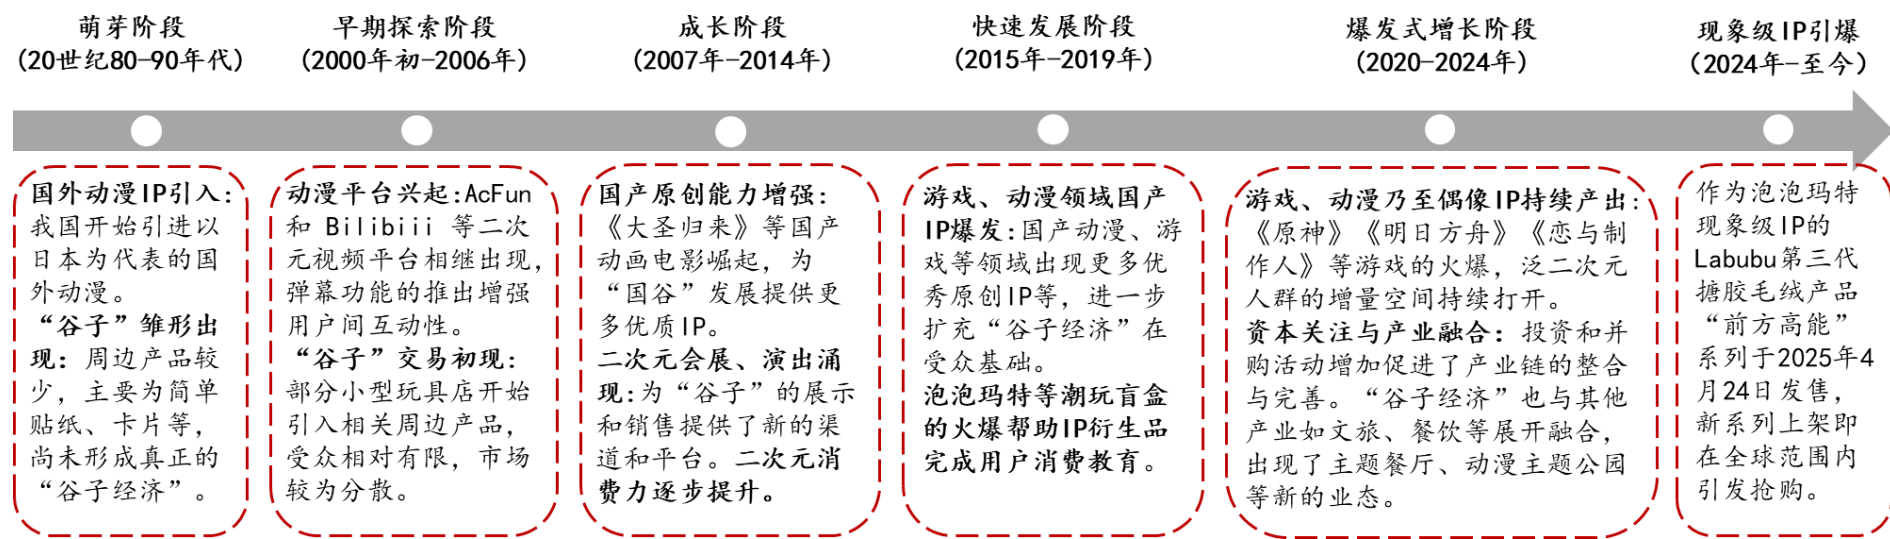 萌芽阶段
(20世纪80-90年代)
早期探索阶段
(2000年初-2006年)
成长阶段
(2007年-2014年)
快速发展阶段
(2015年-2019年)
爆发式增长阶段
(2020-2024年)
现象级IP引爆
(2024年-至今)
国外动漫IP引入:
我国开始引进以
日本为代表的国
外动漫。
“谷子”雏形出
现：周边产品较
少，主要为简单
贴纸、卡片等，
尚未形成真正的
“谷子经济”。
动漫平台兴起:AcFun
和 Bilibiii 等二次
元视频平台相继出现，
弹幕功能的推出增强
用户间互动性。
“谷子”交易初现：
部分小型玩具店开始
引入相关周边产品，
受众相对有限，市场
较为分散。
国产原创能力增强：
《大圣归来》等国产
动画电影崛起，为
“国谷”发展提供更
多优质IP。
二次元会展、演出涌
现:为“谷子”的展示
和销售提供了新的渠
道和平台。二次元消
费力逐步提升。
游戏、动漫领域国产
IP爆发:国产动漫、游
戏等领域出现更多优
秀原创IP等，进一步
扩充“谷子经济”在
受众基础。
泡泡玛特等潮玩盲盒
的火爆帮助IP衍生品
完成用户消费教育。
游戏、动漫乃至偶像IP持续产出：
《原神》《明日方舟》《恋与制
作人》等游戏的火爆，泛二次元
人群的增量空间持续打开。
资本关注与产业融合：投资和并
购活动增加促进了产业链的整合
与完善。“谷子经济”也与其他
产业如文旅、餐饮等展开融合，
出现了主题餐厅、动漫主题公园
等新的业态。
作为泡泡玛特
现象级IP的
Labubu第三代
搪胶毛绒产品
“前方高能”
系列于2025年4
月24日发售，
新系列上架即
在全球范围内
引发抢购。